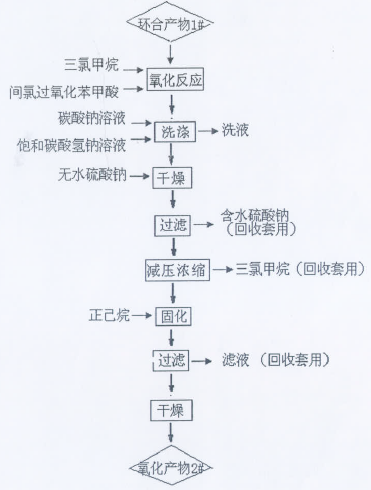 环合产物1#
三氯甲烷
氧化反应
间氯过氧化苯甲酸
碳酸钠溶液
洗涤
洗液
饱和碳酸氢钠溶液
无水硫酸钠
干燥
过滤
含水硫酸钠
（回收套用）
减压浓缩
三氯甲烷（回收套用）
正己烷
固化
过滤
滤液 （回收套用）
干燥
氧化产物2#